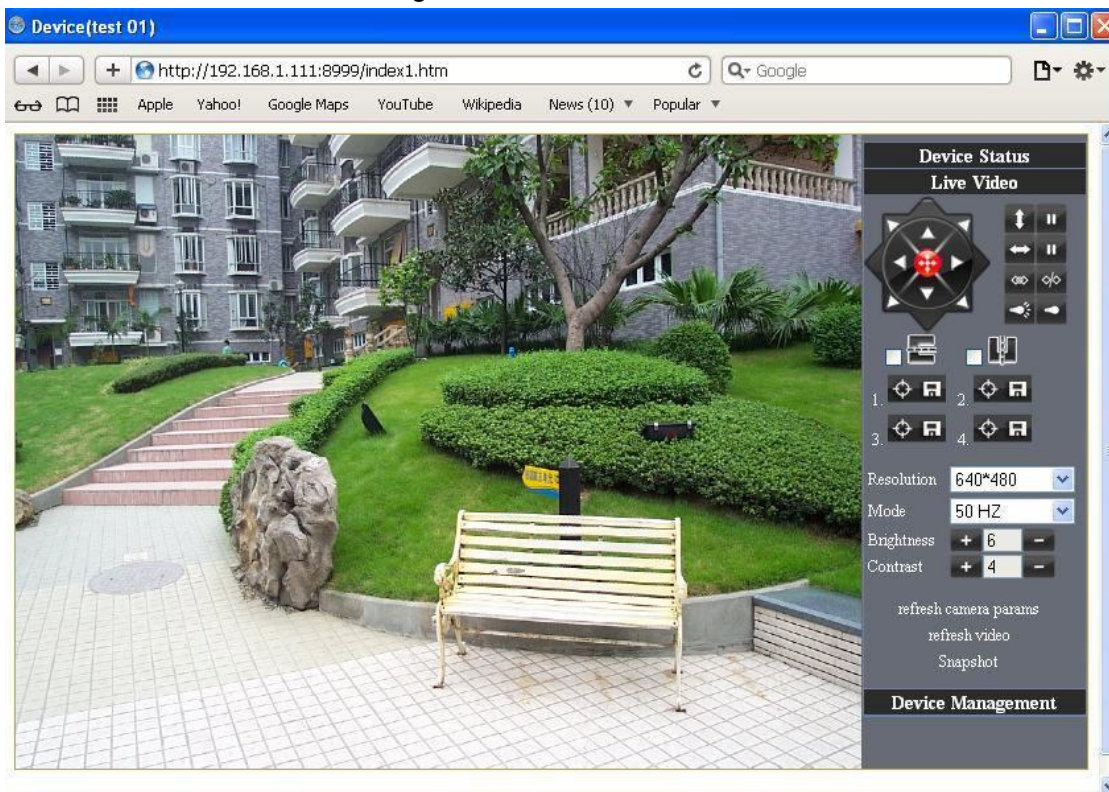 Device(test 01)
http://192.168.1.111:8999/index1.htm
Google
Apple Yahoo! Google Maps YouTube Wikipedia News (10) Popular
Device Status
Live Video
1. 2.
3. 4.
Resolution 640*480
Mode 50 HZ
Brightness + 6 -
Contrast + 4 -
refresh camera params
refresh video
Snapshot
Device Management